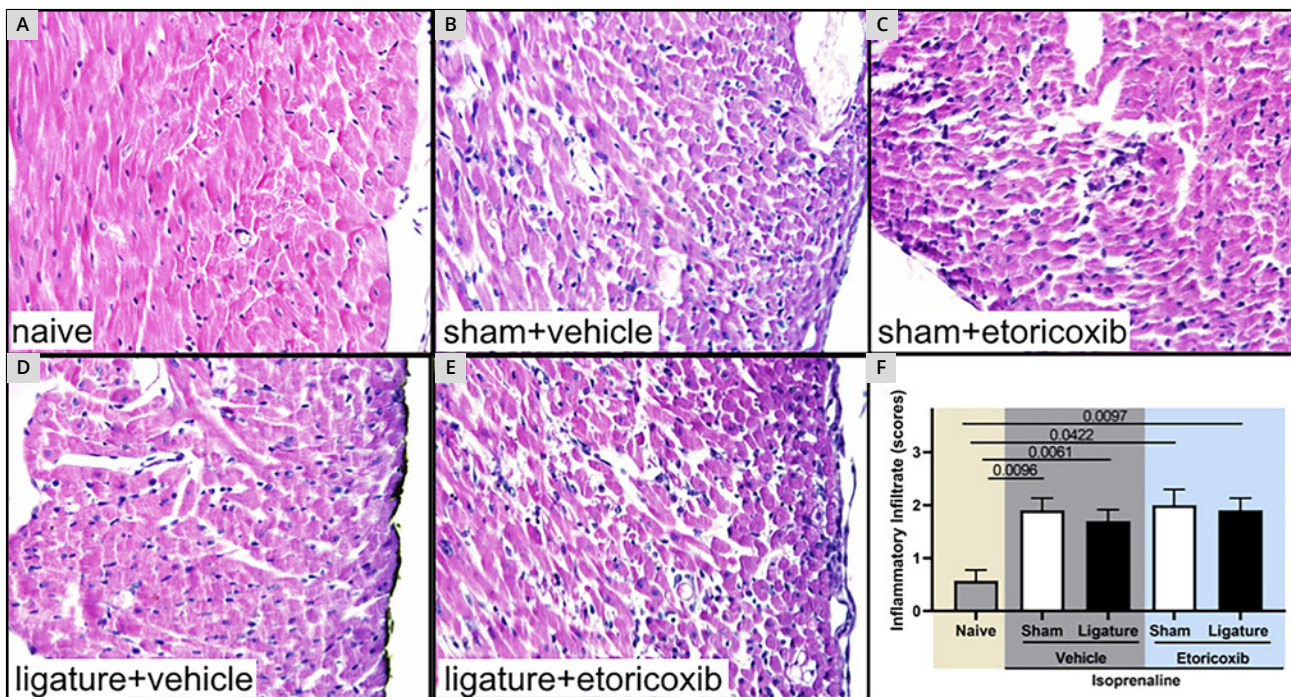 A
naive
B
sham+vehicle
C
sham+etoricoxib
D
ligature+vehicle
E
ligature+etoricoxib
F
Inflammatory Infiltrate (scores)
3
2
1
0
0.0097
0.0422
0.0061
0.0096
Naive Sham Ligature Sham Ligature
Vehicle Etoricoxib
Isoprenaline